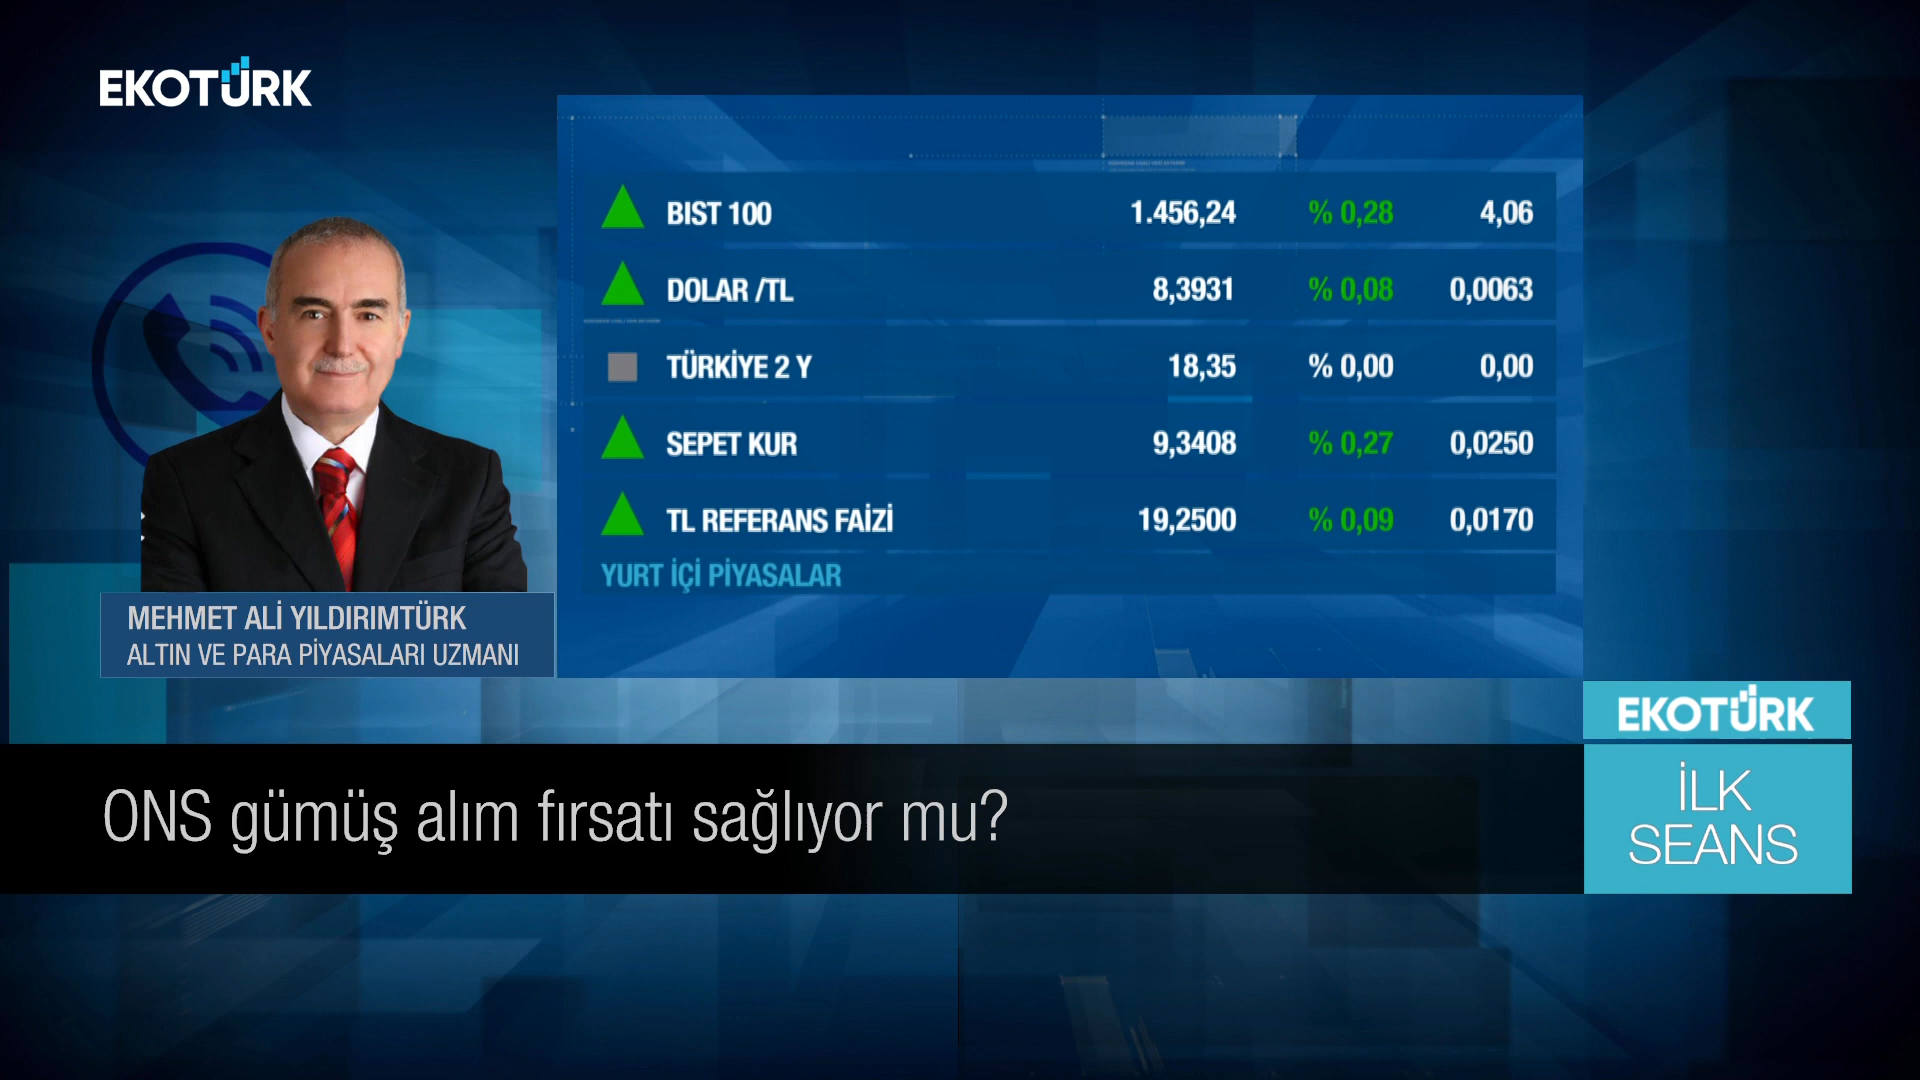 EKOTÜRK
BIST 100 1.456,24 % 0,28 4,06
DOLAR /TL 8,3931 % 0,08 0,0063
TÜRKİYE 2 Y 18,35 % 0,00 0,00
SEPET KUR 9,3408 % 0,27 0,0250
TL REFERANS FAİZİ 19,2500 % 0,09 0,0170
YURT İÇİ PİYASALAR
MEHMET ALİ YILDIRIMTÜRK
ALTIN VE PARA PİYASALARI UZMANI
EKOTÜRK
ONS gümüş alım fırsatı sağlıyor mu?
İLK
SEANS